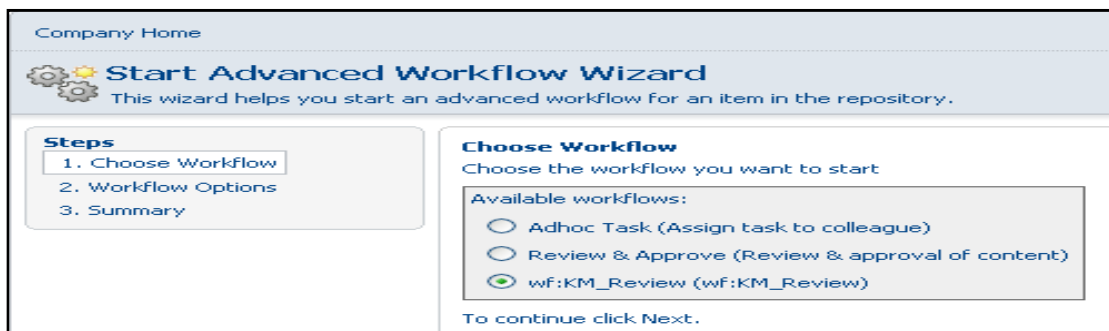 Company Home
Start Advanced Workflow Wizard
This wizard helps you start an advanced workflow for an item in the repository.
Steps
1. Choose Workflow
2. Workflow Options
3. Summary
Choose Workflow
Choose the workflow you want to start
Available workflows:
Adhoc Task (Assign task to colleague)
Review & Approve (Review & approval of content)
wf:KM_Review (wf:KM_Review)
To continue click Next.